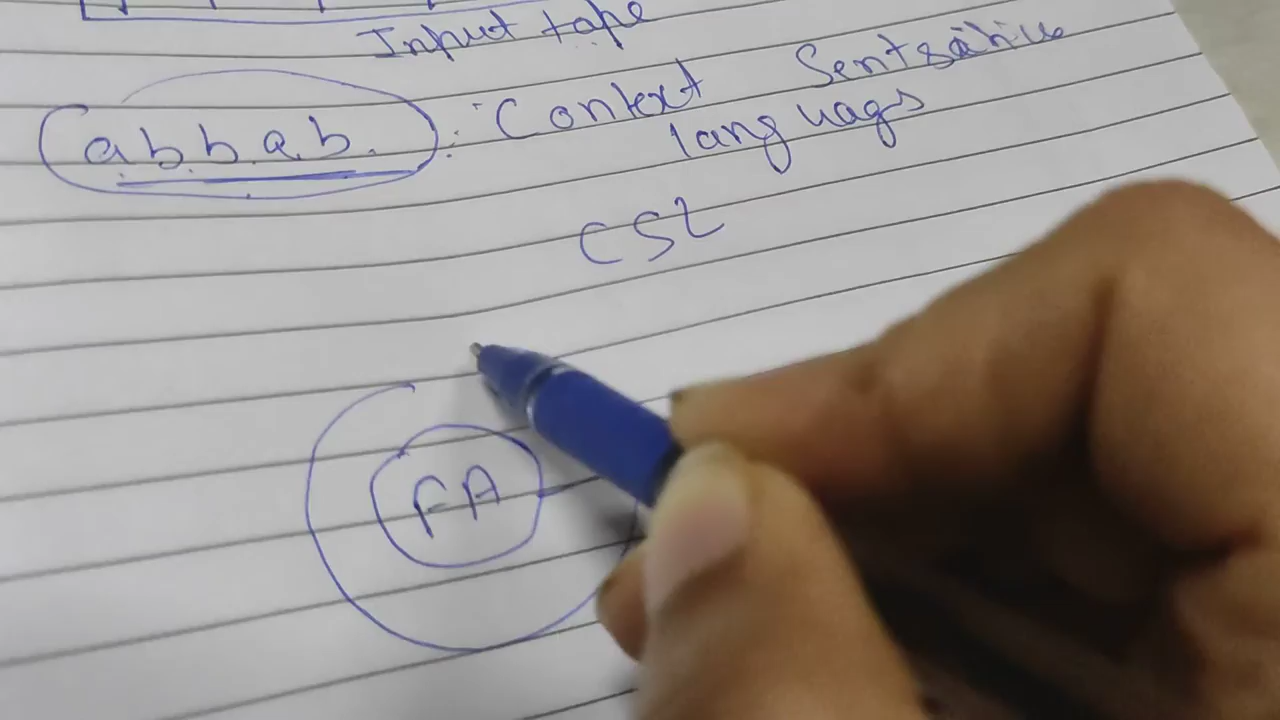 Input tape
abbab. : Context Sentsitive
languages
CSL
FA